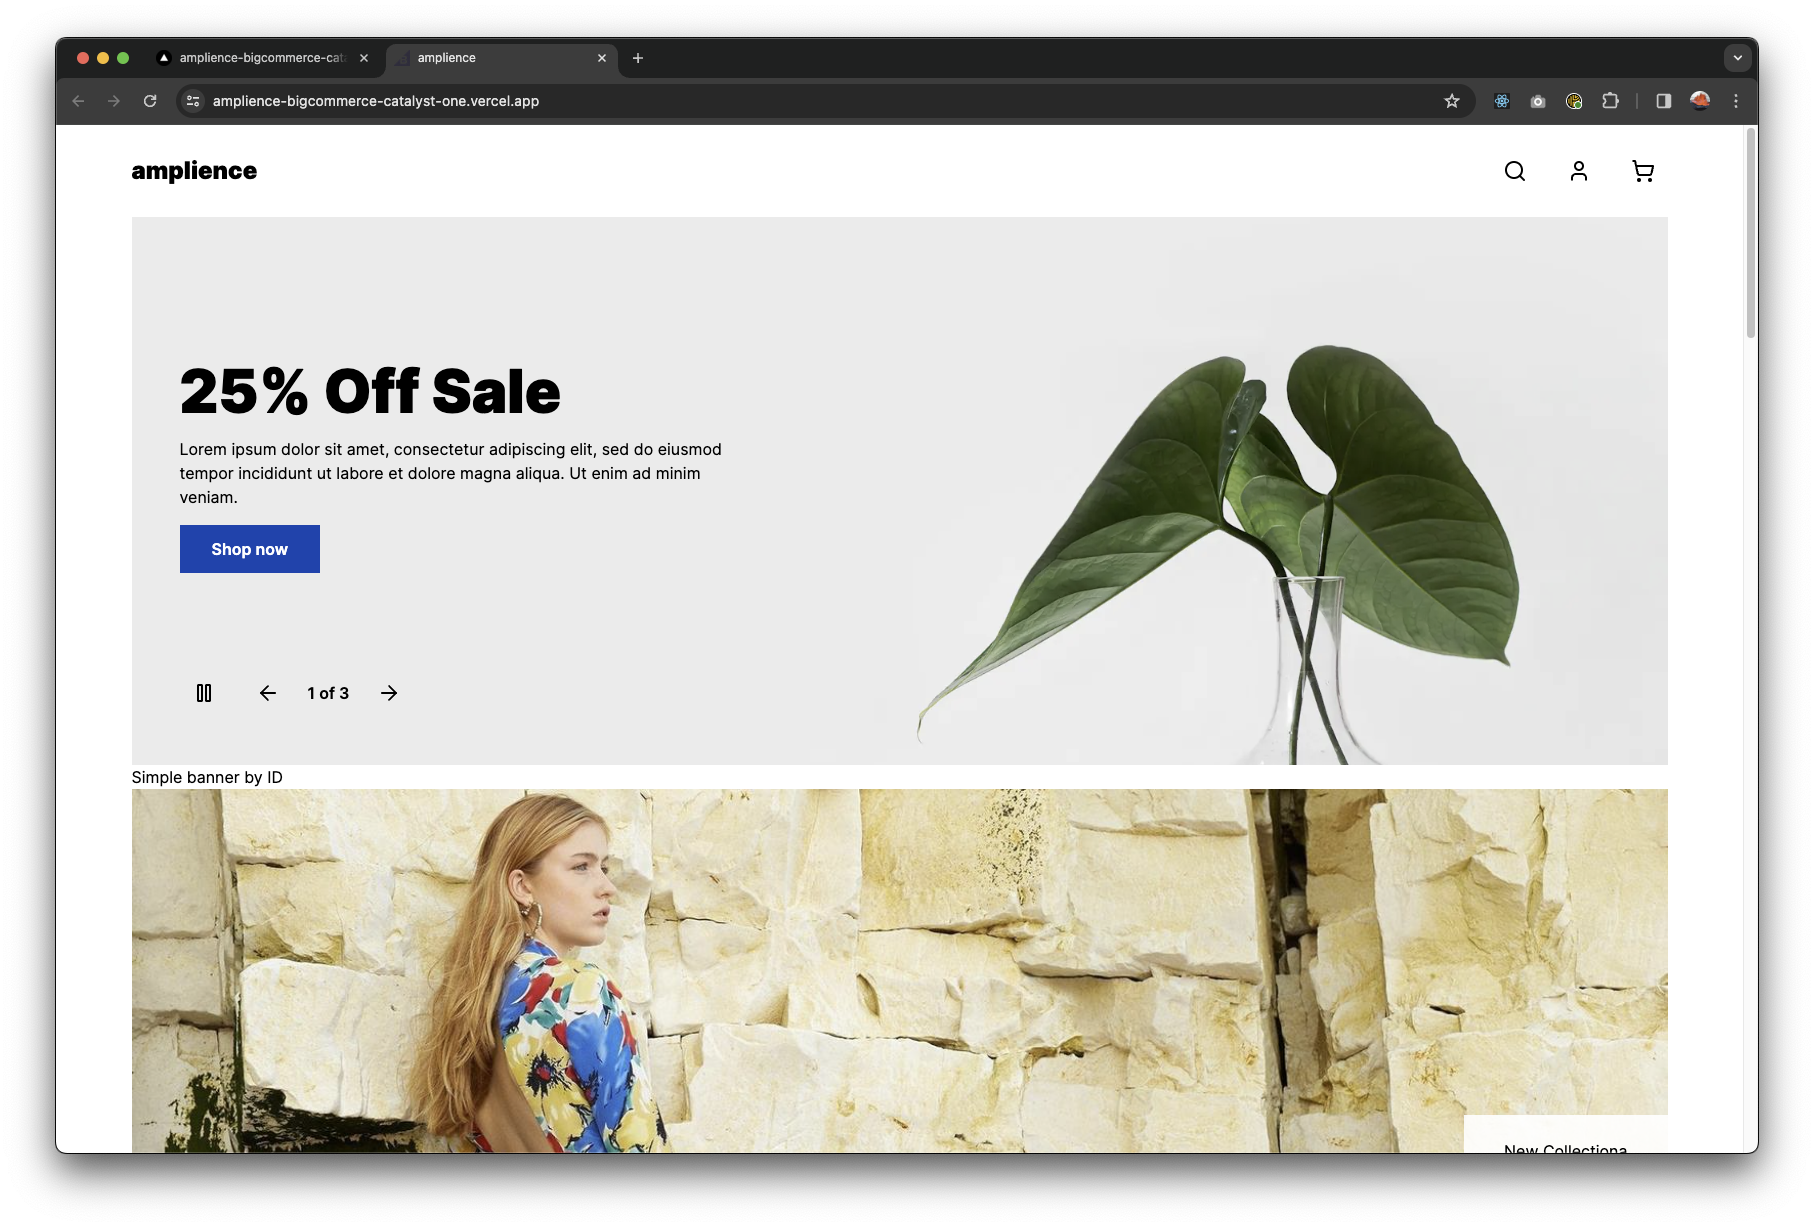 amplience-bigcommerce-cat
amplience
amplience-bigcommerce-catalyst-one.vercel.app
amplience
25% Off Sale
Lorem ipsum dolor sit amet, consectetur adipiscing elit, sed do eiusmod
tempor incididunt ut labore et dolore magna aliqua. Ut enim ad minim
veniam.
Shop now
1 of 3
Simple banner by ID
New Collectiona